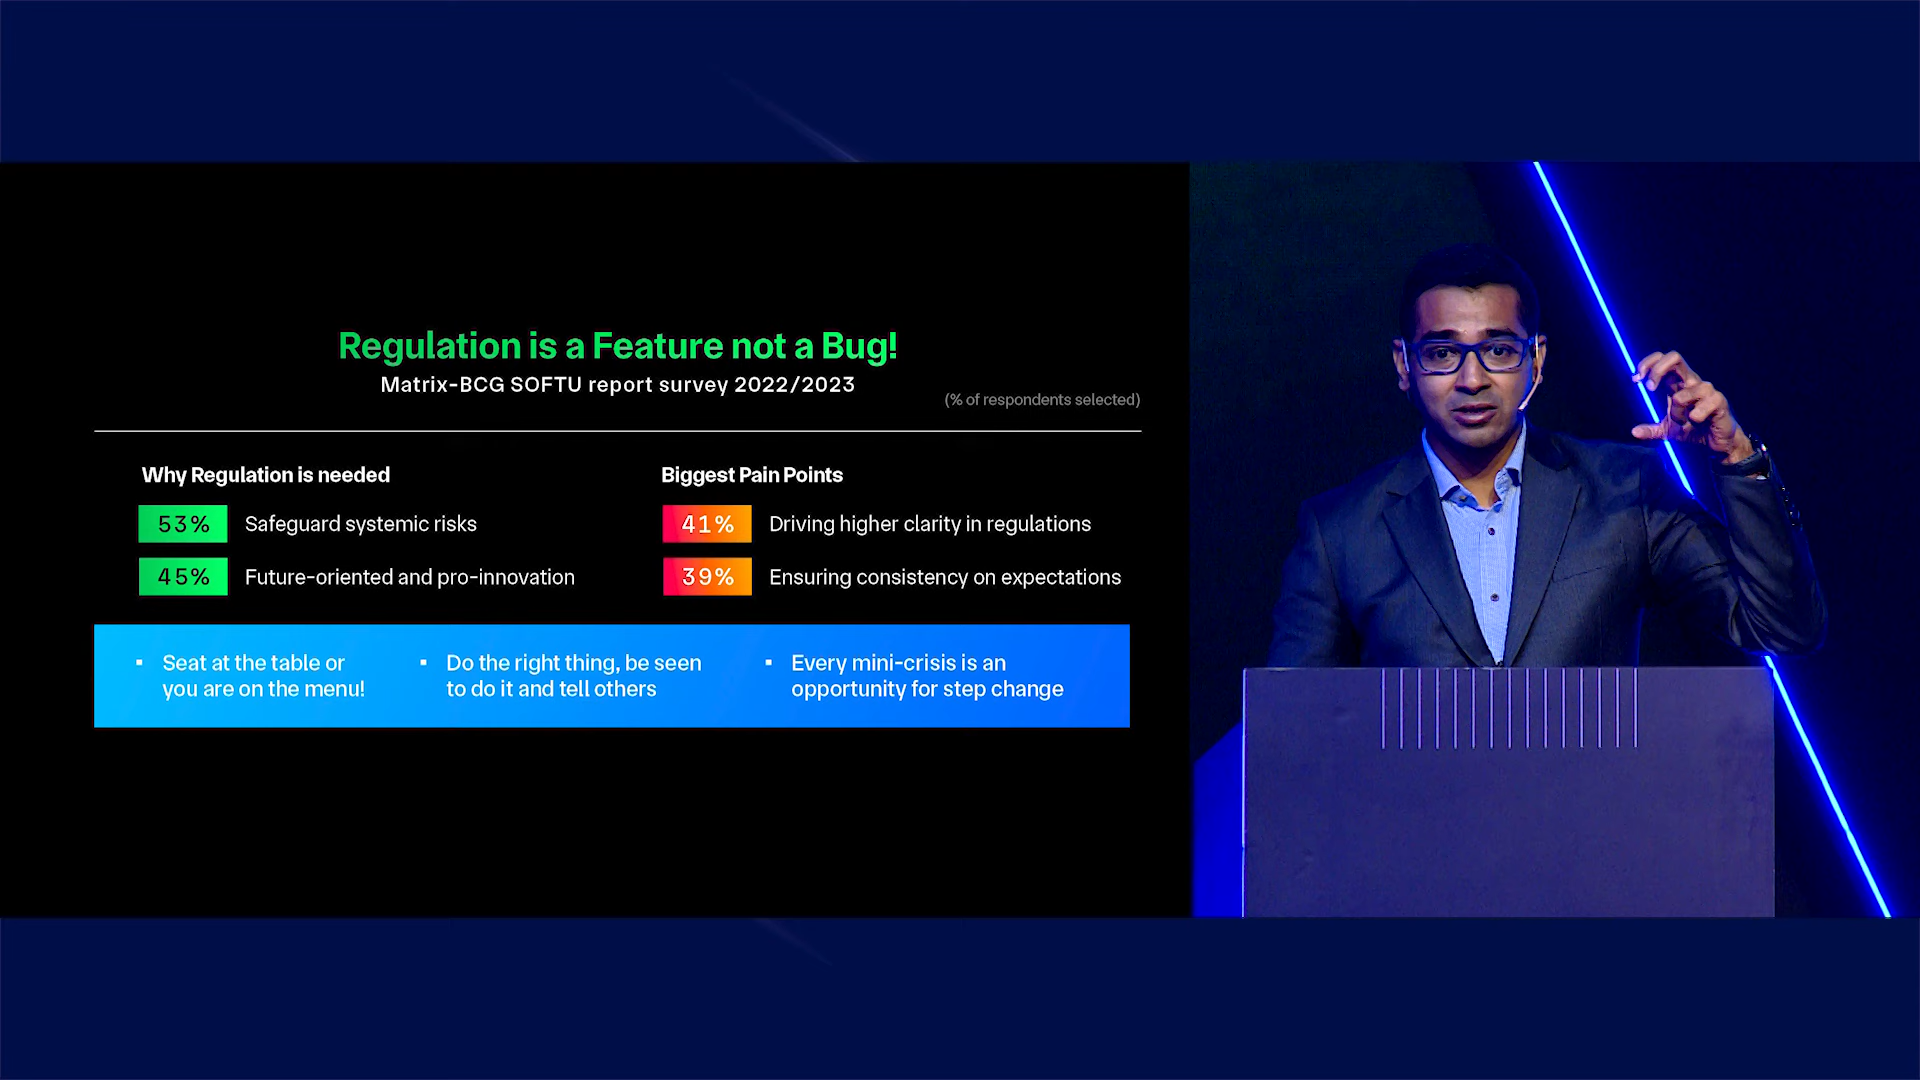 Regulation is a Feature not a Bug!
Matrix-BCG SOFTU report survey 2022/2023
(% of respondents selected)
Why Regulation is needed
53% Safeguard systemic risks
45% Future-oriented and pro-innovation
Biggest Pain Points
41% Driving higher clarity in regulations
39% Ensuring consistency on expectations
▪ Seat at the table or
you are on the menu!
▪ Do the right thing, be seen
to do it and tell others
▪ Every mini-crisis is an
opportunity for step change